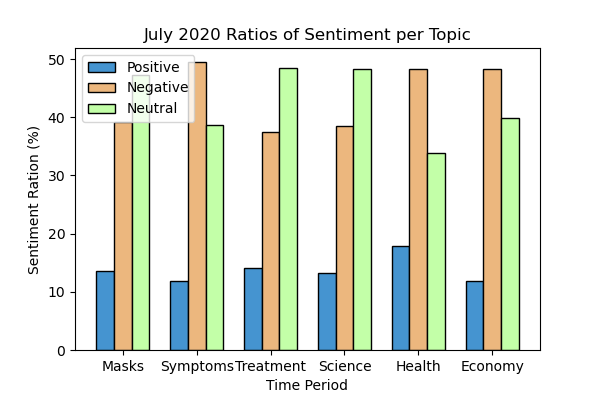 July 2020 Ratios of Sentiment per Topic
Positive
Negative
Neutral
50
40
30
20
10
0
Sentiment Ration (%)
Masks Symptoms Treatment Science Health Economy
Time Period